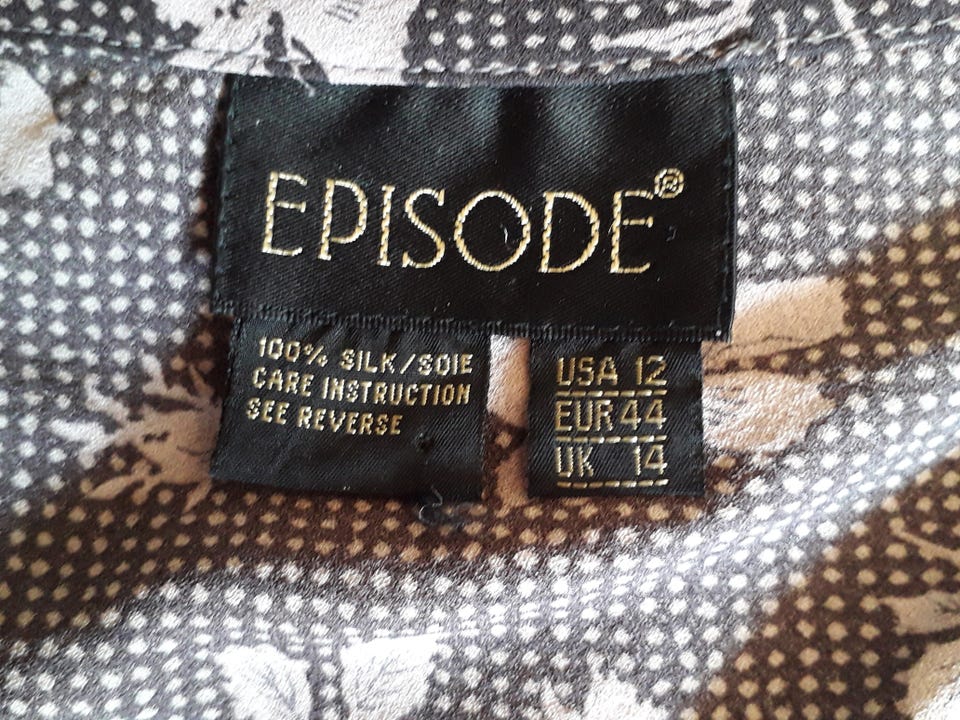 EPISODE®
100% SILK/SOIE
CARE INSTRUCTION
SEE REVERSE
USA 12
EUR 44
UK 14